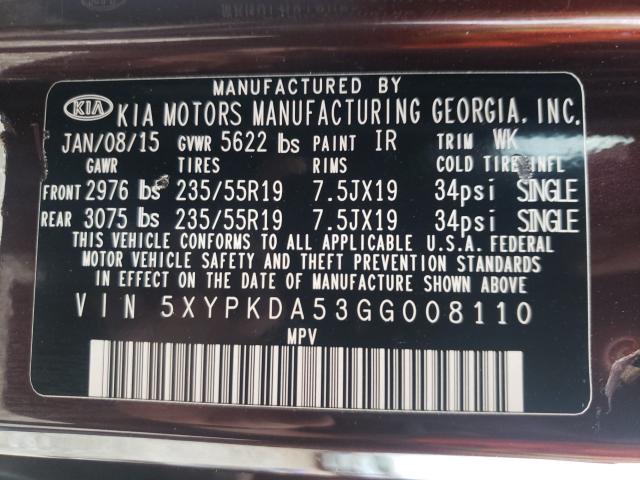 MANUFACTURED BY
KIA KIA MOTORS MANUFACTURING GEORGIA, INC.
JAN/08/15 GVWR 5622 lbs PAINT IR TRIM WK
GAWR TIRES RIMS COLD TIRE INFL
FRONT 2976 lbs 235/55R19 7.5JX19 34psi SINGLE
REAR 3075 lbs 235/55R19 7.5JX19 34psi SINGLE
THIS VEHICLE CONFORMS TO ALL APPLICABLE U.S.A. FEDERAL
MOTOR VEHICLE SAFETY AND THEFT PREVENTION STANDARDS
IN EFFECT ON THE DATE OF MANUFACTURE SHOWN ABOVE
VIN 5XYPKDA53GG008110
MPV